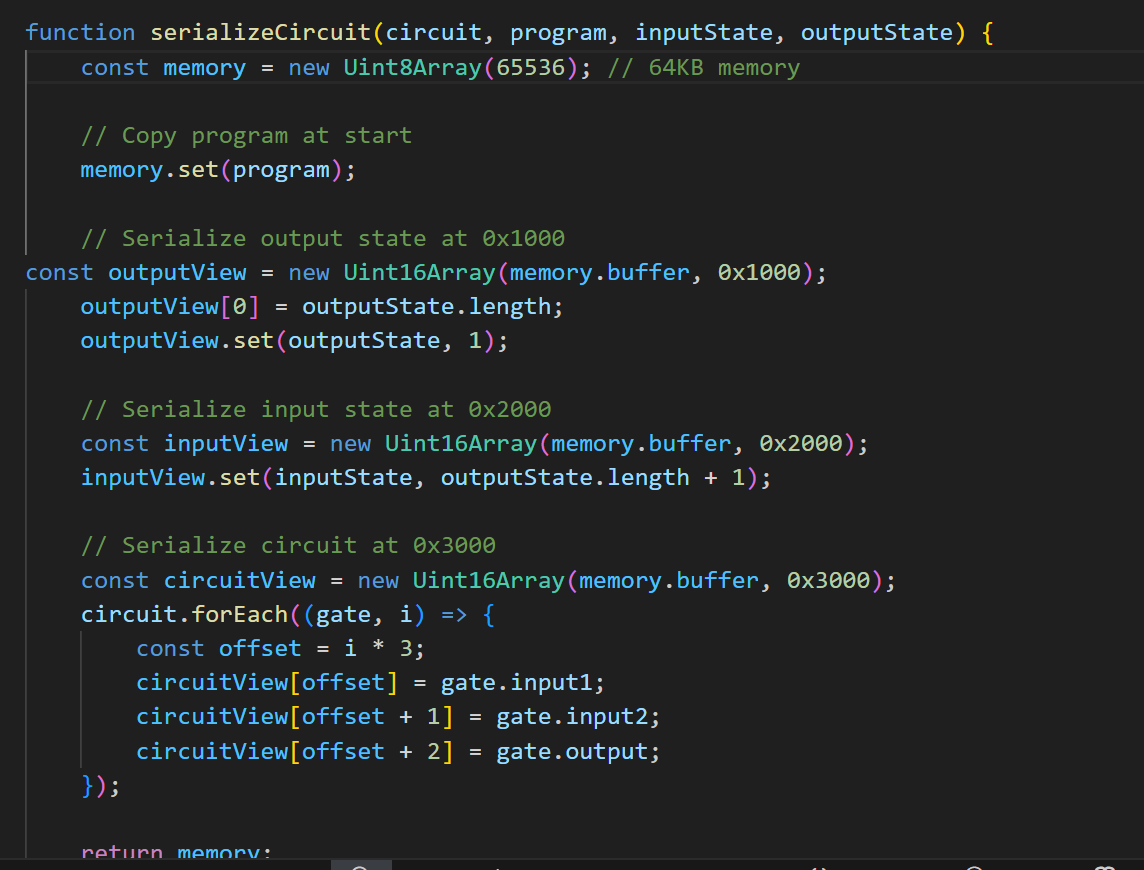 function serializeCircuit(circuit, program, inputState, outputState) {
    const memory = new Uint8Array(65536); // 64KB memory

    // Copy program at start
    memory.set(program);

    // Serialize output state at 0x1000
const outputView = new Uint16Array(memory.buffer, 0x1000);
    outputView[0] = outputState.length;
    outputView.set(outputState, 1);

    // Serialize input state at 0x2000
    const inputView = new Uint16Array(memory.buffer, 0x2000);
    inputView.set(inputState, outputState.length + 1);

    // Serialize circuit at 0x3000
    const circuitView = new Uint16Array(memory.buffer, 0x3000);
    circuit.forEach((gate, i) => {
        const offset = i * 3;
        circuitView[offset] = gate.input1;
        circuitView[offset + 1] = gate.input2;
        circuitView[offset + 2] = gate.output;
    });

    return memory;